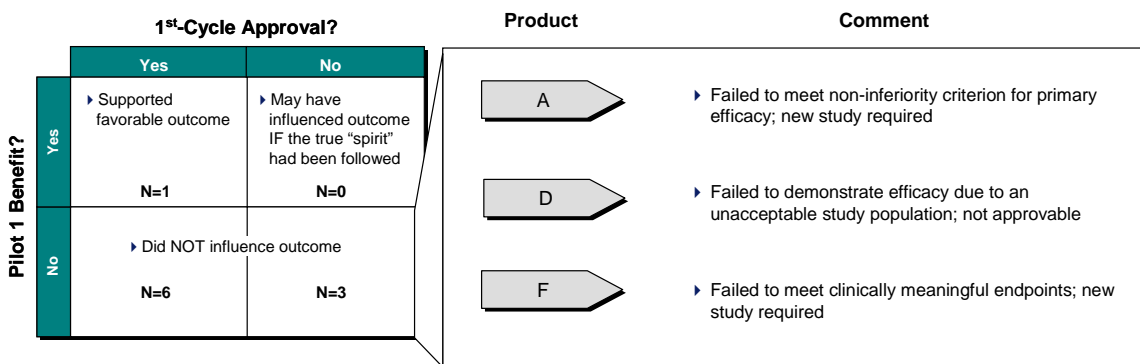 1st-Cycle Approval?
Yes
No
Pilot 1 Benefit?
Yes
Supported
favorable outcome
N=1
May have
influenced outcome
IF the true “spirit”
had been followed
N=0
No
Did NOT influence outcome
N=6
N=3
Product
Comment
A
Failed to meet non-inferiority criterion for primary
efficacy; new study required
D
Failed to demonstrate efficacy due to an
unacceptable study population; not approvable
F
Failed to meet clinically meaningful endpoints; new
study required